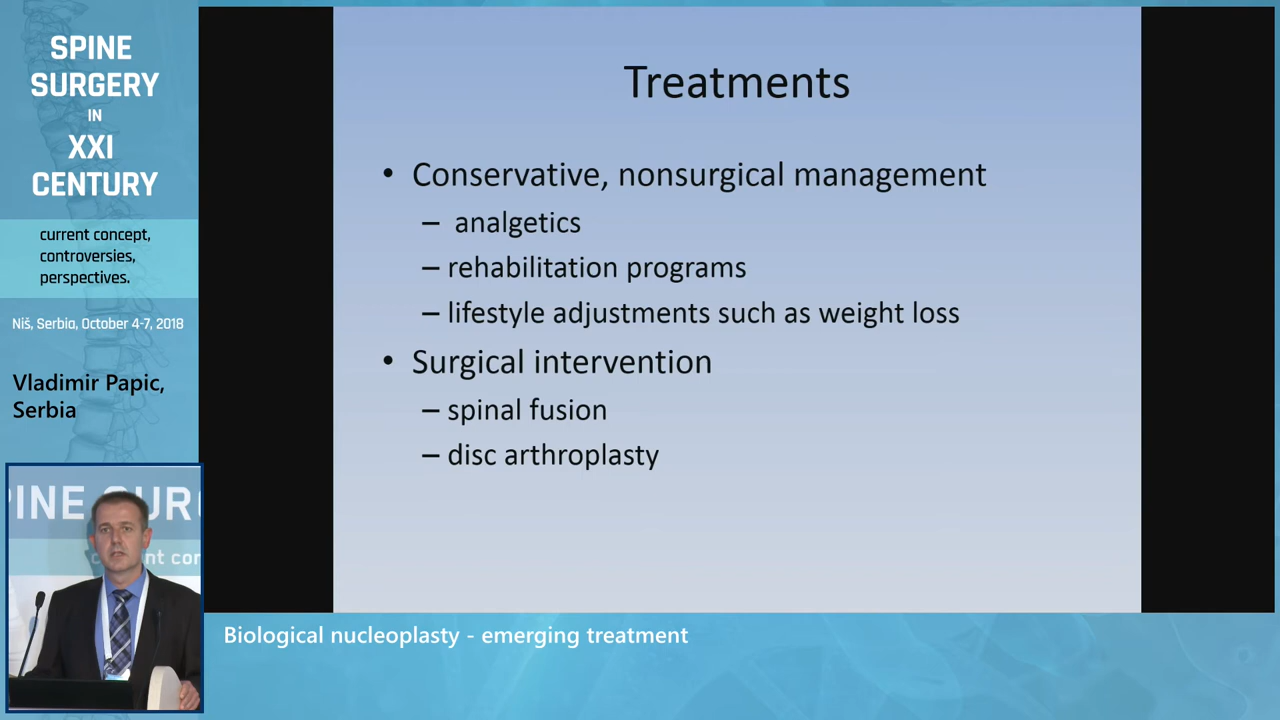 SPINE
SURGERY
IN
XXI
CENTURY
current concept,
controversies,
perspectives.
Niš, Serbia, October 4-7, 2018
Vladimir Papic,
Serbia
Treatments
• Conservative, nonsurgical management
– analgetics
– rehabilitation programs
– lifestyle adjustments such as weight loss
• Surgical intervention
– spinal fusion
– disc arthroplasty
Biological nucleoplasty - emerging treatment